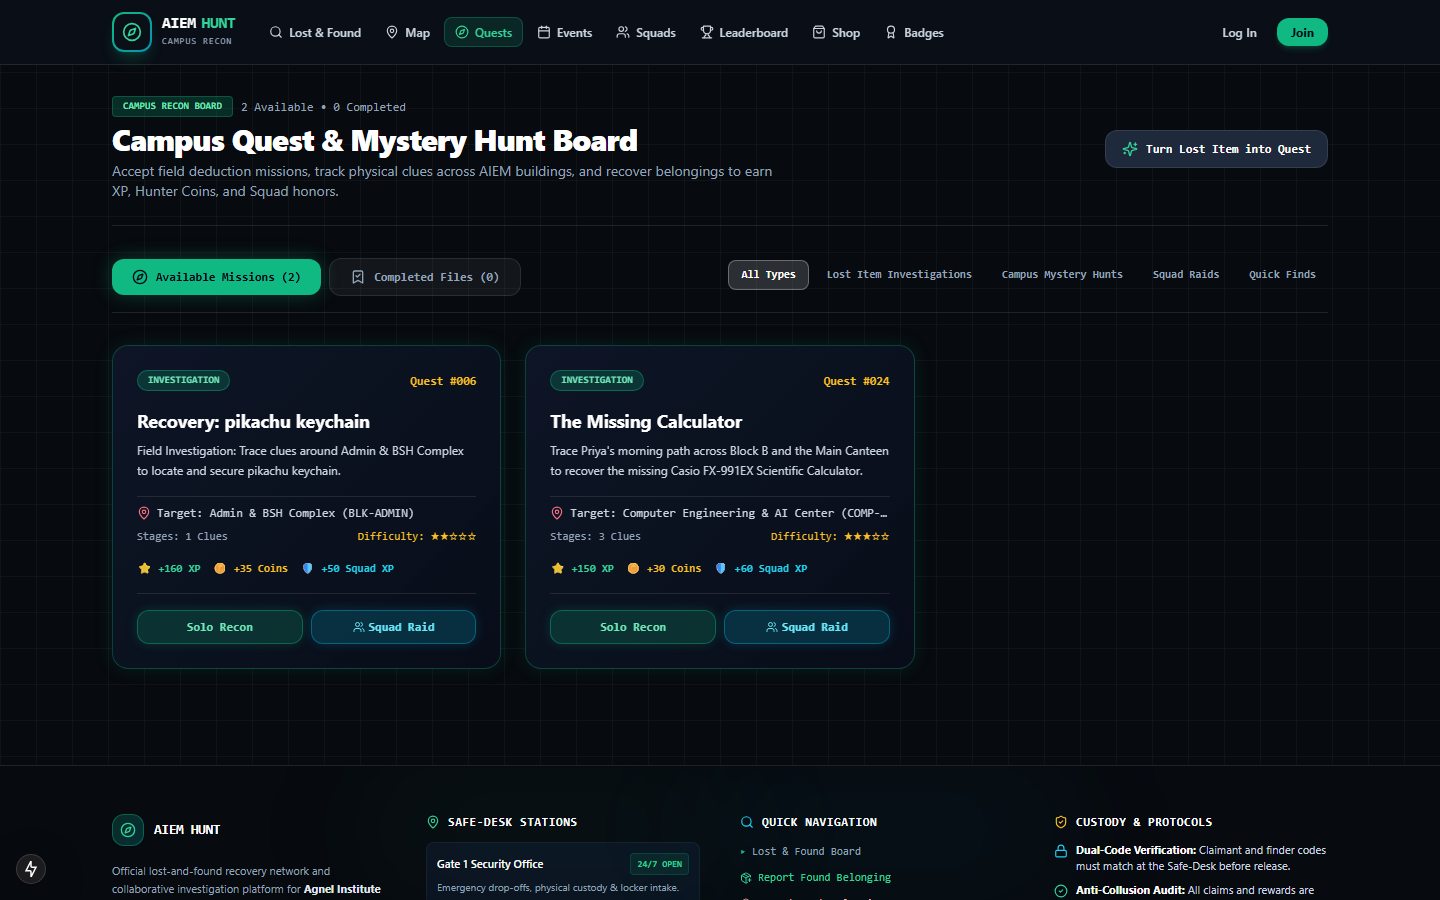 AIEM HUNT
CAMPUS RECON
Lost & Found
Map
Quests
Events
Squads
Leaderboard
Shop
Badges
Log In
Join
CAMPUS RECON BOARD
2 Available • 0 Completed
Campus Quest & Mystery Hunt Board
Accept field deduction missions, track physical clues across AIEM buildings, and recover belongings to earn
XP, Hunter Coins, and Squad honors.
Turn Lost Item into Quest
Available Missions (2)
Completed Files (0)
All Types
Lost Item Investigations
Campus Mystery Hunts
Squad Raids
Quick Finds
INVESTIGATION
Quest #006
Recovery: pikachu keychain
Field Investigation: Trace clues around Admin & BSH Complex
to locate and secure pikachu keychain.
Target: Admin & BSH Complex (BLK-ADMIN)
Stages: 1 Clues
Difficulty: ★★☆☆☆
+160 XP
+35 Coins
+50 Squad XP
Solo Recon
Squad Raid
INVESTIGATION
Quest #024
The Missing Calculator
Trace Priya's morning path across Block B and the Main Canteen
to recover the missing Casio FX-991EX Scientific Calculator.
Target: Computer Engineering & AI Center (COMP-…
Stages: 3 Clues
Difficulty: ★★★☆☆
+150 XP
+30 Coins
+60 Squad XP
Solo Recon
Squad Raid
AIEM HUNT
Official lost-and-found recovery network and
collaborative investigation platform for Agnel Institute
SAFE-DESK STATIONS
Gate 1 Security Office
24/7 OPEN
Emergency drop-offs, physical custody & locker intake.
QUICK NAVIGATION
Lost & Found Board
Report Found Belonging
CUSTODY & PROTOCOLS
Dual-Code Verification: Claimant and finder codes
must match at the Safe-Desk before release.
Anti-Collusion Audit: All claims and rewards are